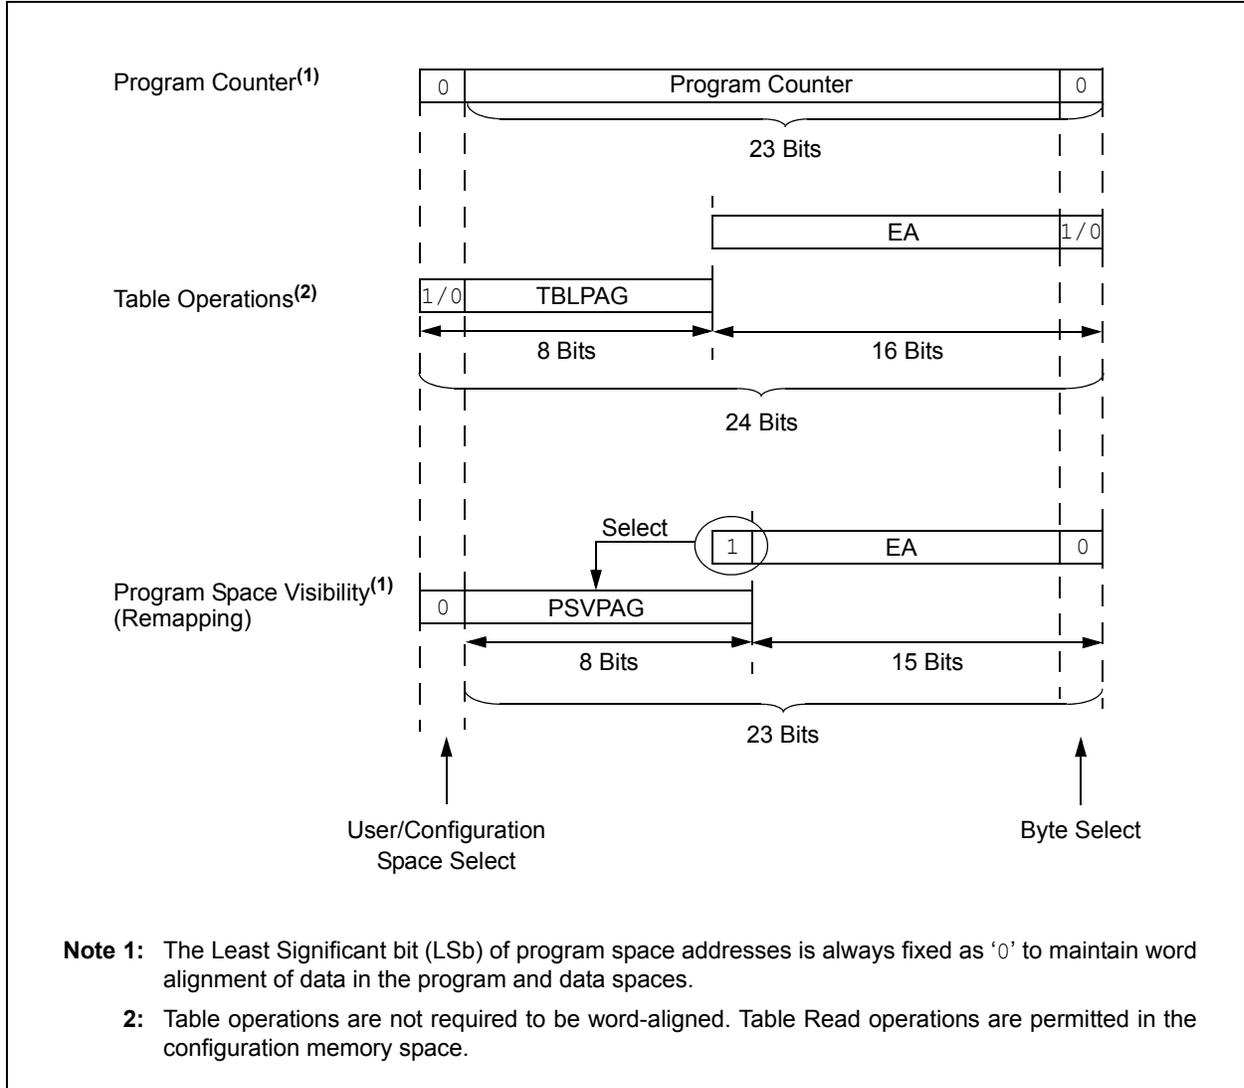 Program Counter(1)
0 Program Counter 0
23 Bits
EA 1/0
Table Operations(2)
1/0 TBLPAG
8 Bits 16 Bits
24 Bits
Select
1 EA 0
Program Space Visibility(1)
(Remapping)
0 PSVPAG
8 Bits 15 Bits
23 Bits
User/Configuration
Space Select
Byte Select
Note 1: The Least Significant bit (LSb) of program space addresses is always fixed as ‘0’ to maintain word
alignment of data in the program and data spaces.
2: Table operations are not required to be word-aligned. Table Read operations are permitted in the
configuration memory space.